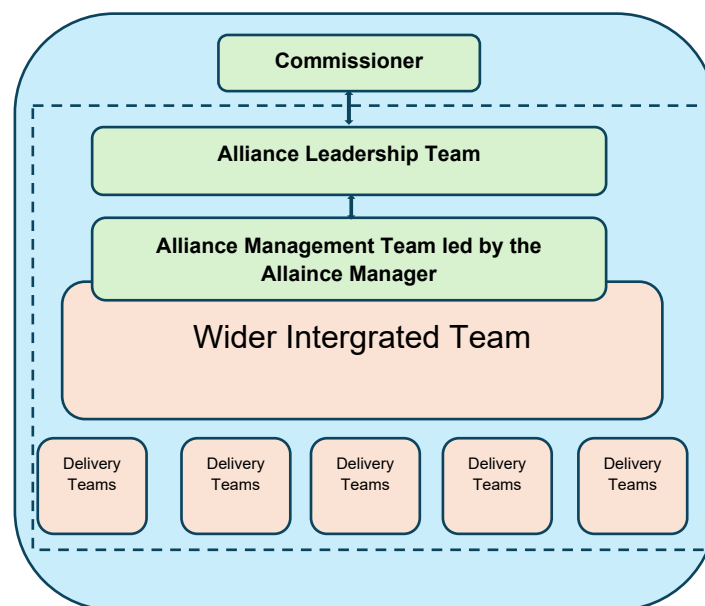 Commissioner
Alliance Leadership Team
Alliance Management Team led by the
Allaince Manager
Wider Intergrated Team
Delivery
Teams
Delivery
Teams
Delivery
Teams
Delivery
Teams
Delivery
Teams